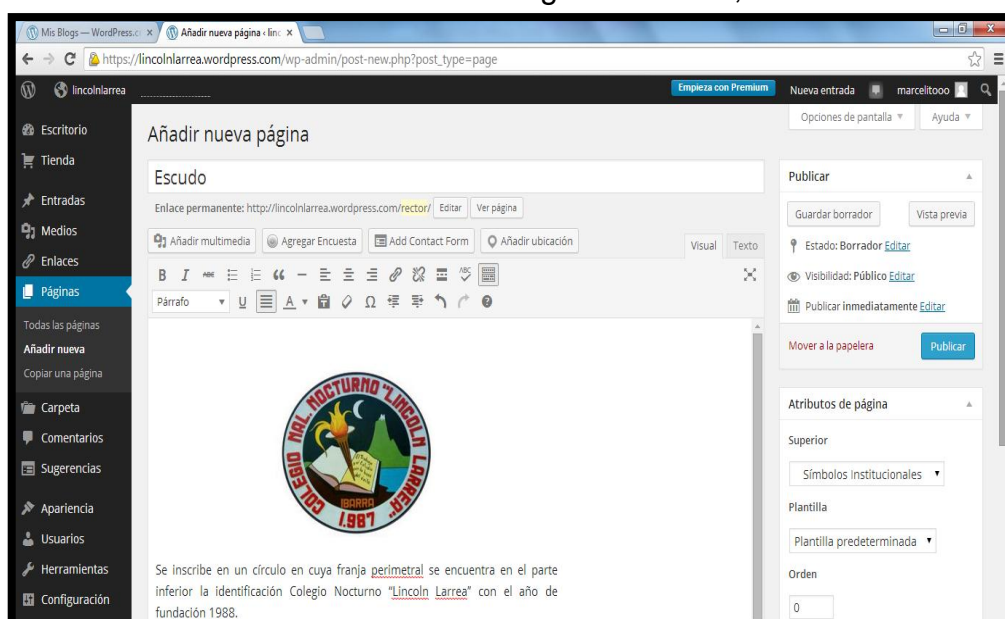 Mis Blogs — WordPress.c
Añadir nueva página ‹ linc
https://lincolnlarrea.wordpress.com/wp-admin/post-new.php?post_type=page
lincolnlarrea
Empieza con Premium
Nueva entrada
marcelitooo
Opciones de pantalla
Ayuda
Escritorio
Tienda
Entradas
Medios
Enlaces
Páginas
Todas las páginas
Añadir nueva
Copiar una página
Carpeta
Comentarios
Sugerencias
Apariencia
Usuarios
Herramientas
Configuración
Añadir nueva página
Escudo
Enlace permanente: http://lincolnlarrea.wordpress.com/rector/ Editar Ver página
Añadir multimedia Agregar Encuesta Add Contact Form Añadir ubicación
Visual Texto
B I ABC ABC
Párrafo U A Ω
COLEGIO NAL. NOCTURNO "LINCOLN LARREA"
IBARRA
1.987
Se inscribe en un círculo en cuya franja perimetral se encuentra en el parte
inferior la identificación Colegio Nocturno "Lincoln Larrea" con el año de
fundación 1988.
Publicar
Guardar borrador Vista previa
Estado: Borrador Editar
Visibilidad: Público Editar
Publicar inmediatamente Editar
Mover a la papelera Publicar
Atributos de página
Superior
Símbolos Institucionales
Plantilla
Plantilla predeterminada
Orden
0